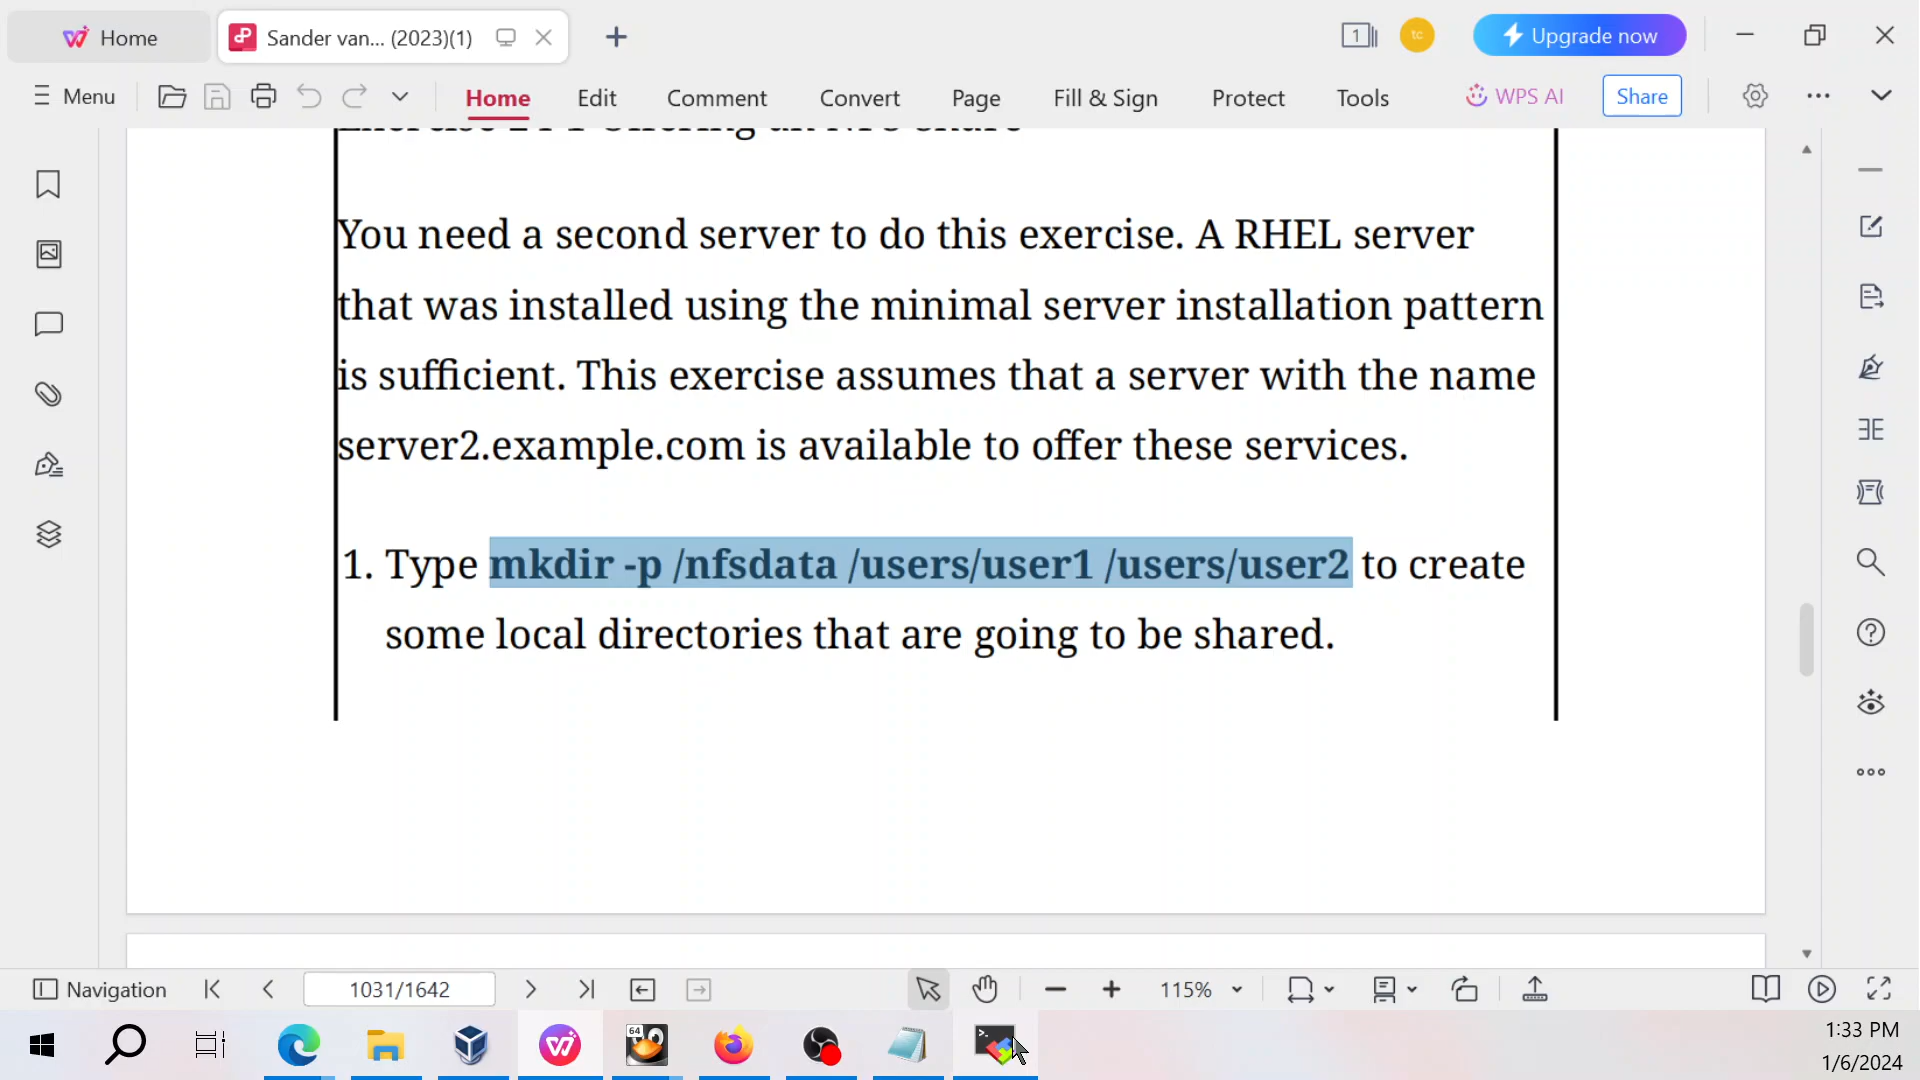 Home
Sander van... (2023)(1)
1
tc
Upgrade now
Menu
Home
Edit
Comment
Convert
Page
Fill & Sign
Protect
Tools
WPS AI
Share
You need a second server to do this exercise. A RHEL server
that was installed using the minimal server installation pattern
is sufficient. This exercise assumes that a server with the name
server2.example.com is available to offer these services.
1. Type mkdir -p /nfsdata /users/user1 /users/user2 to create
some local directories that are going to be shared.
Navigation
1031/1642
115%
64
1:33 PM
1/6/2024